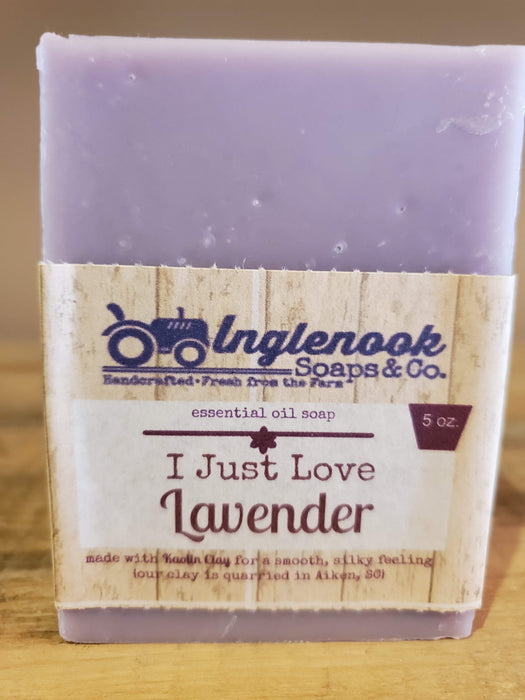 Inglenook
Soaps & Co.
Handcrafted • Fresh from the Farm
essential oil soap
5 oz.
I Just Love
Lavender
made with Kaolin Clay for a smooth, silky feeling
(our clay is quarried in Aiken, SC)